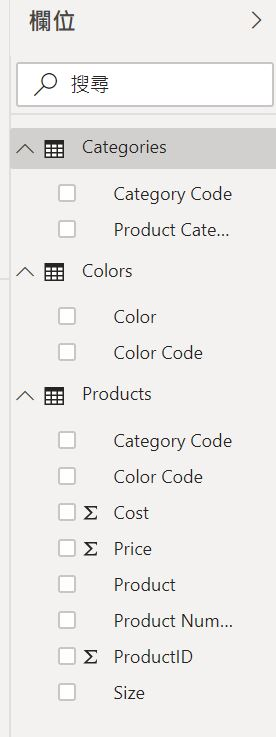 欄位
搜尋
Categories
Category Code
Product Cate...
Colors
Color
Color Code
Products
Category Code
Color Code
Σ Cost
Σ Price
Product
Product Num...
Σ ProductID
Size